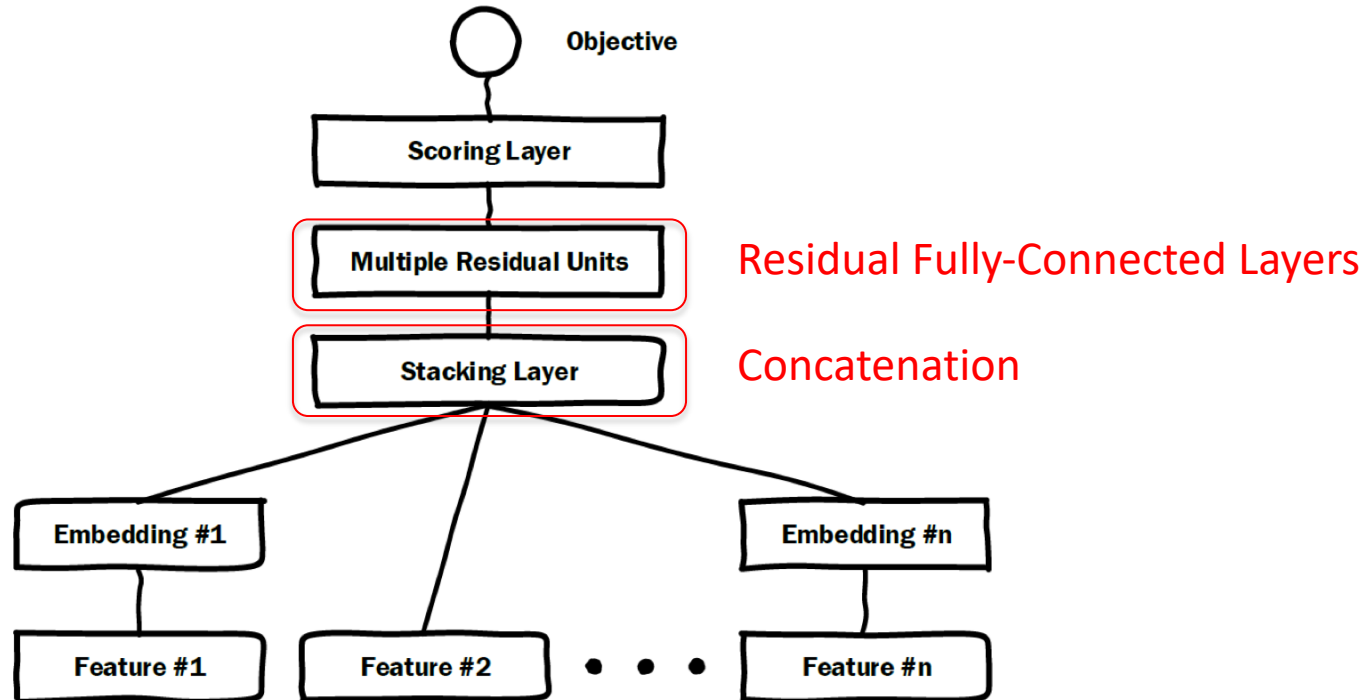 Objective
Scoring Layer
Multiple Residual Units
Residual Fully-Connected Layers
Stacking Layer
Concatenation
Embedding #1
Embedding #n
Feature #1
Feature #2
Feature #n